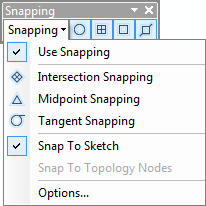 Snapping
Snapping
Use Snapping
Intersection Snapping
Midpoint Snapping
Tangent Snapping
Snap To Sketch
Snap To Topology Nodes
Options...